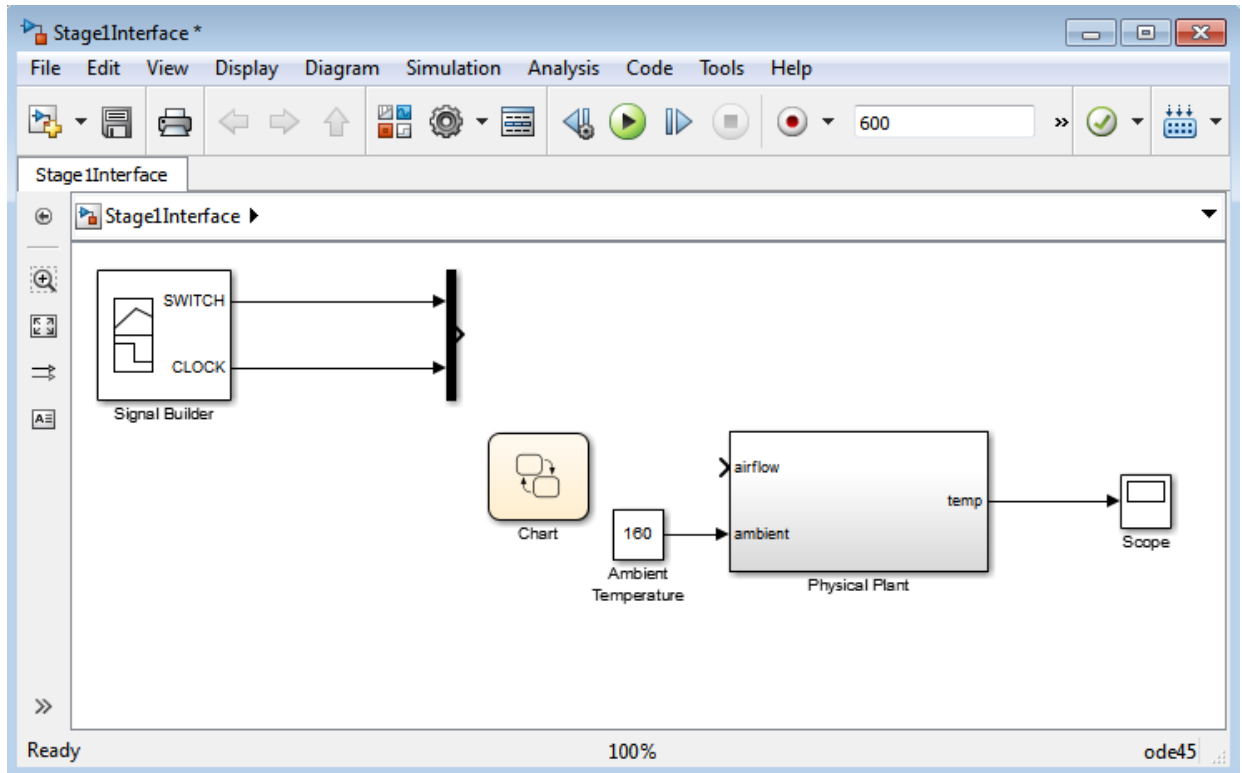 Stage1Interface *
File Edit View Display Diagram Simulation Analysis Code Tools Help
600
Stage1Interface
Stage1Interface
SWITCH
CLOCK
Signal Builder
Chart
160
Ambient
Temperature
airflow
ambient
temp
Physical Plant
Scope
Ready 100% ode45